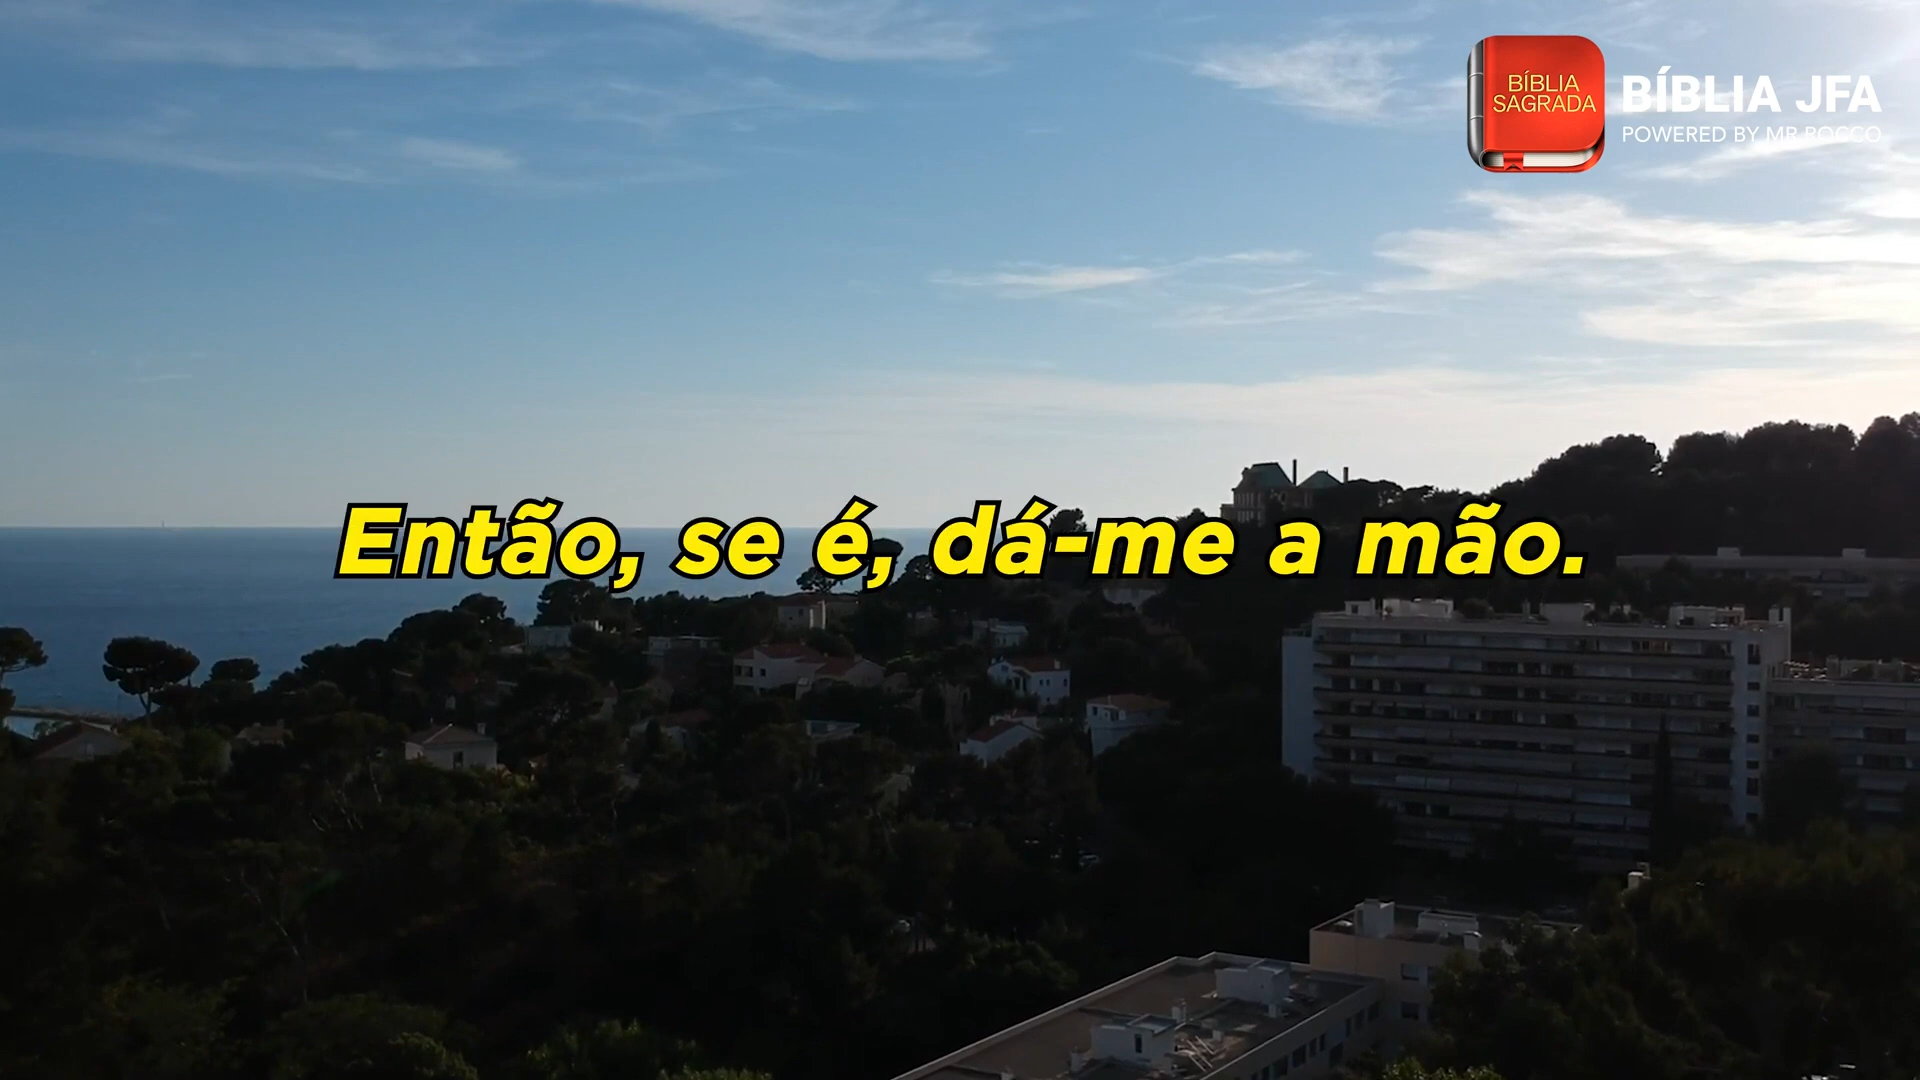 BÍBLIA
SAGRADA
BÍBLIA JFA
POWERED BY MR ROCCO
Então, se é, dá-me a mão.